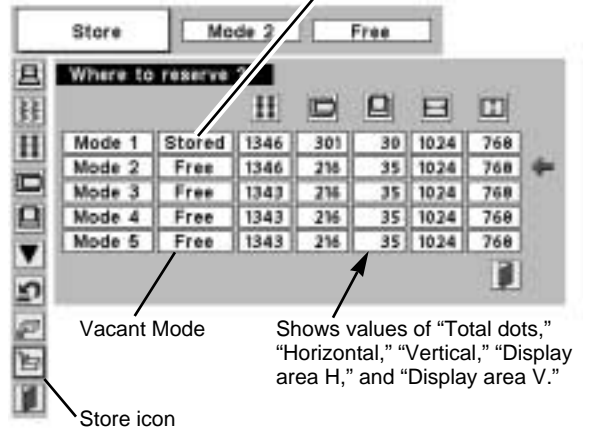 Store Mode 2 Free
Where to reserve ?
Mode 1 Stored 1346 301 30 1024 768
Mode 2 Free 1346 216 35 1024 768
Mode 3 Free 1343 216 35 1024 768
Mode 4 Free 1343 216 35 1024 768
Mode 5 Free 1343 216 35 1024 768
Vacant Mode
Shows values of “Total dots,”
“Horizontal,” “Vertical,” “Display
area H,” and “Display area V.”
Store icon